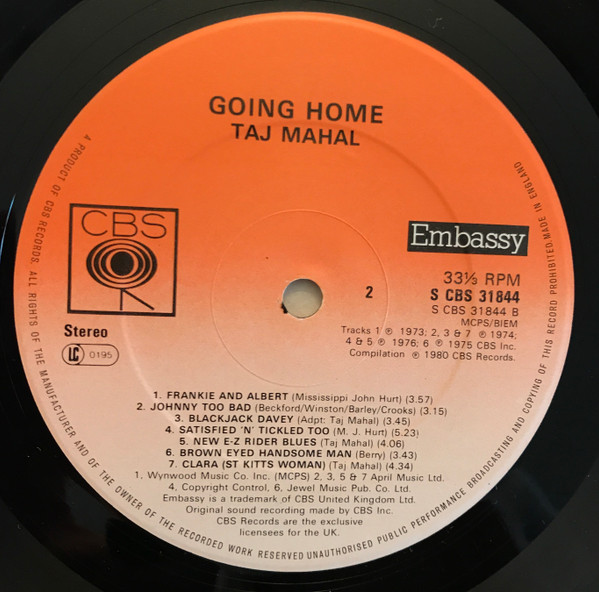 GOING HOME
TAJ MAHAL
CBS
Embassy
Stereo
LC 0195
2
33⅓ RPM
S CBS 31844
S CBS 31844 B
MCPS/BIEM
Tracks 1 ℗ 1973; 2, 3 & 7 ℗ 1974;
4 & 5 ℗ 1976; 6 ℗ 1975 CBS Inc.
Compilation ℗ 1980 CBS Records.
1. FRANKIE AND ALBERT (Mississippi John Hurt) (3.57)
2. JOHNNY TOO BAD (Beckford/Winston/Barley/Crooks) (3.15)
3. BLACKJACK DAVEY (Adpt: Taj Mahal) (3.45)
4. SATISFIED 'N' TICKLED TOO (M. J. Hurt) (5.23)
5. NEW E-Z RIDER BLUES (Taj Mahal) (4.06)
6. BROWN EYED HANDSOME MAN (Berry) (3.43)
7. CLARA (ST KITTS WOMAN) (Taj Mahal) (4.34)
1, Wynwood Music Co. Inc. (MCPS) 2, 3, 5 & 7 April Music Ltd.
4, Copyright Control, 6, Jewel Music Pub. Co. Ltd.
Embassy is a trademark of CBS United Kingdom Ltd.
Original sound recording made by CBS Inc.
CBS Records are the exclusive
licensees for the UK.
A PRODUCT OF CBS RECORDS. ALL RIGHTS OF THE MANUFACTURER AND OF THE OWNER OF THE RECORDED WORK RESERVED UNAUTHORISED PUBLIC PERFORMANCE BROADCASTING AND COPYING OF THIS RECORD PROHIBITED. MADE IN ENGLAND